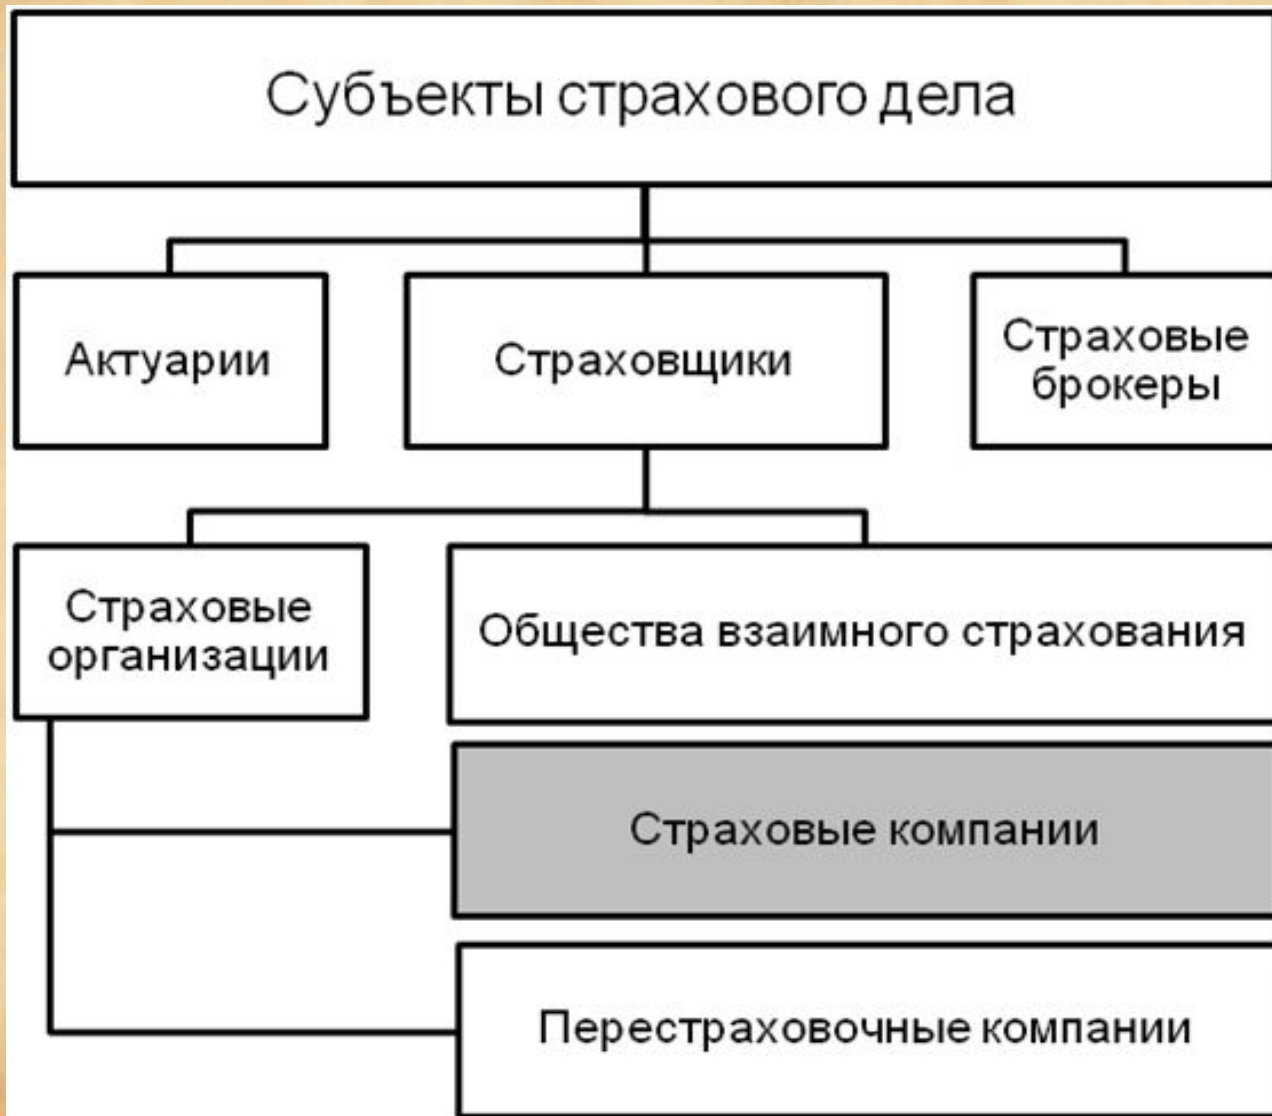 Субъекты страхового дела
Актуарии
Страховщики
Страховые
брокеры
Страховые
организации
Общества взаимного страхования
Страховые компании
Перестраховочные компании